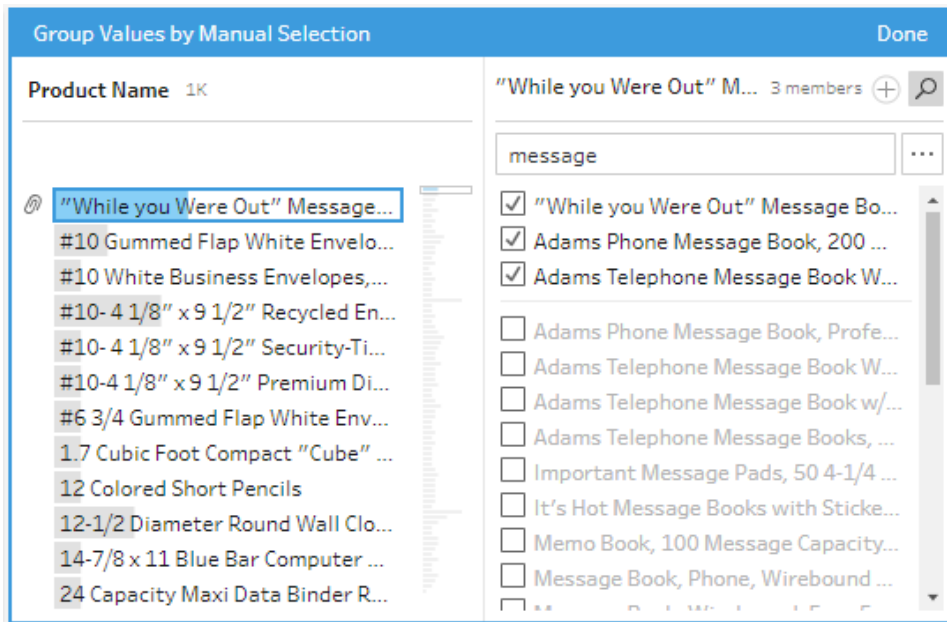 Group Values by Manual Selection Done
Product Name 1K
"While you Were Out" M... 3 members
message
"While you Were Out" Message...
#10 Gummed Flap White Envelo...
#10 White Business Envelopes,...
#10- 4 1/8" x 9 1/2" Recycled En...
#10- 4 1/8" x 9 1/2" Security-Ti...
#10-4 1/8" x 9 1/2" Premium Di...
#6 3/4 Gummed Flap White Env...
1.7 Cubic Foot Compact "Cube" ...
12 Colored Short Pencils
12-1/2 Diameter Round Wall Clo...
14-7/8 x 11 Blue Bar Computer ...
24 Capacity Maxi Data Binder R...
"While you Were Out" Message Bo...
Adams Phone Message Book, 200 ...
Adams Telephone Message Book W...
Adams Phone Message Book, Profe...
Adams Telephone Message Book W...
Adams Telephone Message Book w/...
Adams Telephone Message Books, ...
Important Message Pads, 50 4-1/4 ...
It's Hot Message Books with Sticke...
Memo Book, 100 Message Capacity...
Message Book, Phone, Wirebound ...